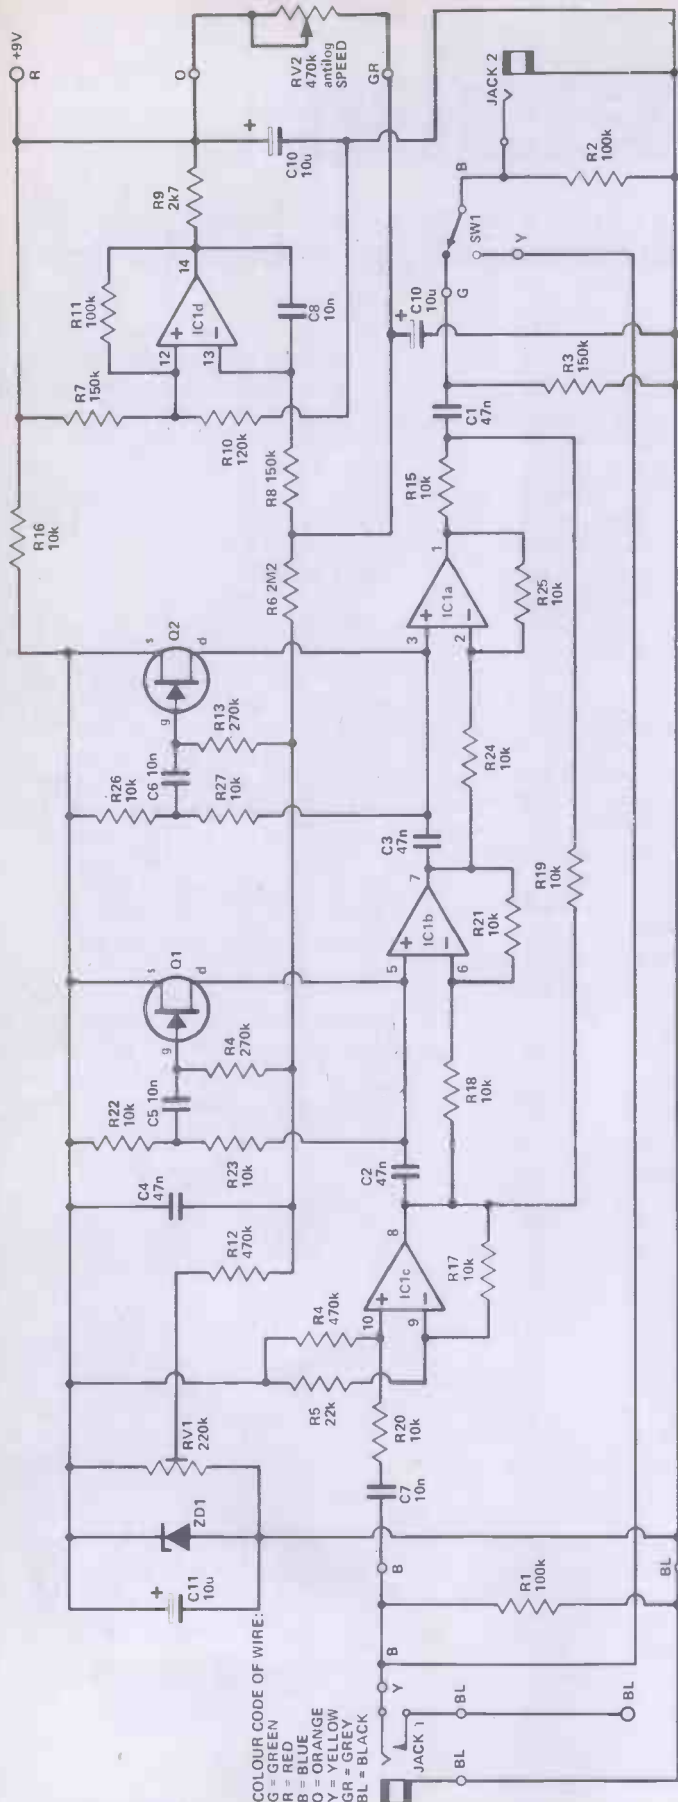 COLOUR CODE OF WIRE:
G = GREEN
R = RED
B = BLUE
O = ORANGE
Y = YELLOW
GR = GREY
BL = BLACK
C11
10u
+
ZD1
RV1
220k
R12
470k
C4
47n
R22
10k
C5 10n
R23
10k
R4
270k
g
s
d
Q1
R26
10k
C6 10n
R27
10k
R13
270k
g
s
d
Q2
R16
10k
R7
150k
R10
120k
R11
100k
12
13
14
+
−
IC1d
C8
10n
R9
2k7
R8 150k
R6 2M2
+9V
R
O
C10
10u
+
RV2
470k
antilog
SPEED
GR
JACK 1
Y
B
BL
BL
BL
R1
100k
B
C7
10n
R20
10k
R5
22k
R4
470k
10
9
8
+
−
IC1c
R17
10k
C2
47n
R18
10k
5
6
7
+
−
IC1b
R21
10k
C3
47n
R24
10k
R19
10k
3
2
1
+
−
IC1a
R25
10k
R15
10k
C1
47n
R3
150k
C10
10u
+
G
SW1
B
Y
R2
100k
JACK 2
BL